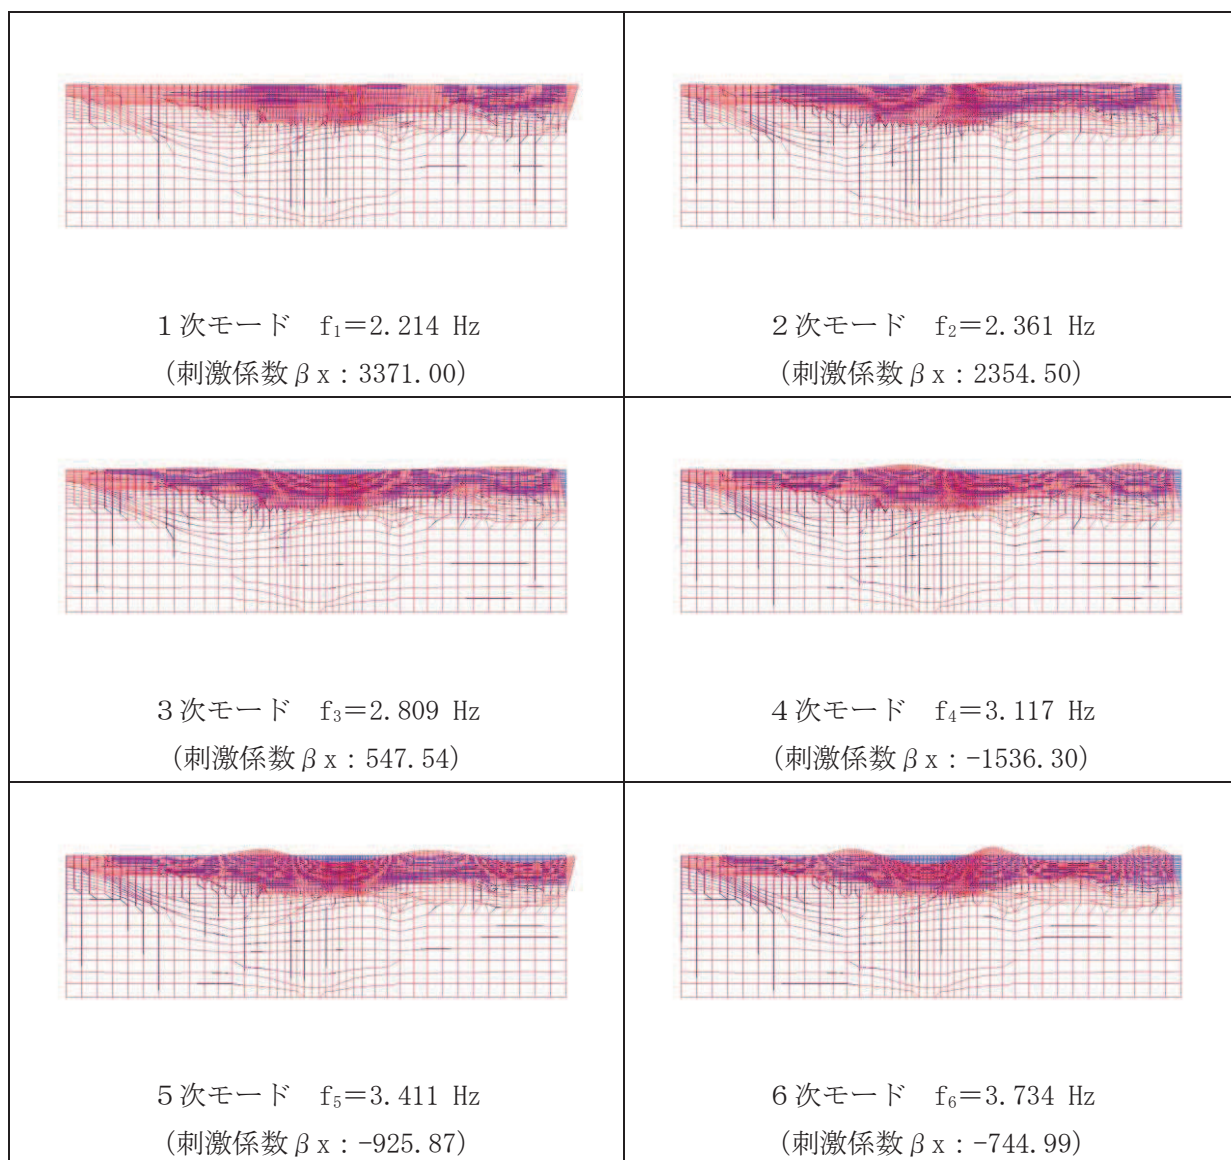 1次モード f₁=2.214 Hz
(刺激係数βx:3371.00)
2次モード f₂=2.361 Hz
(刺激係数βx:2354.50)
3次モード f₃=2.809 Hz
(刺激係数βx:547.54)
4次モード f₄=3.117 Hz
(刺激係数βx:-1536.30)
5次モード f₅=3.411 Hz
(刺激係数βx:-925.87)
6次モード f₆=3.734 Hz
(刺激係数βx:-744.99)